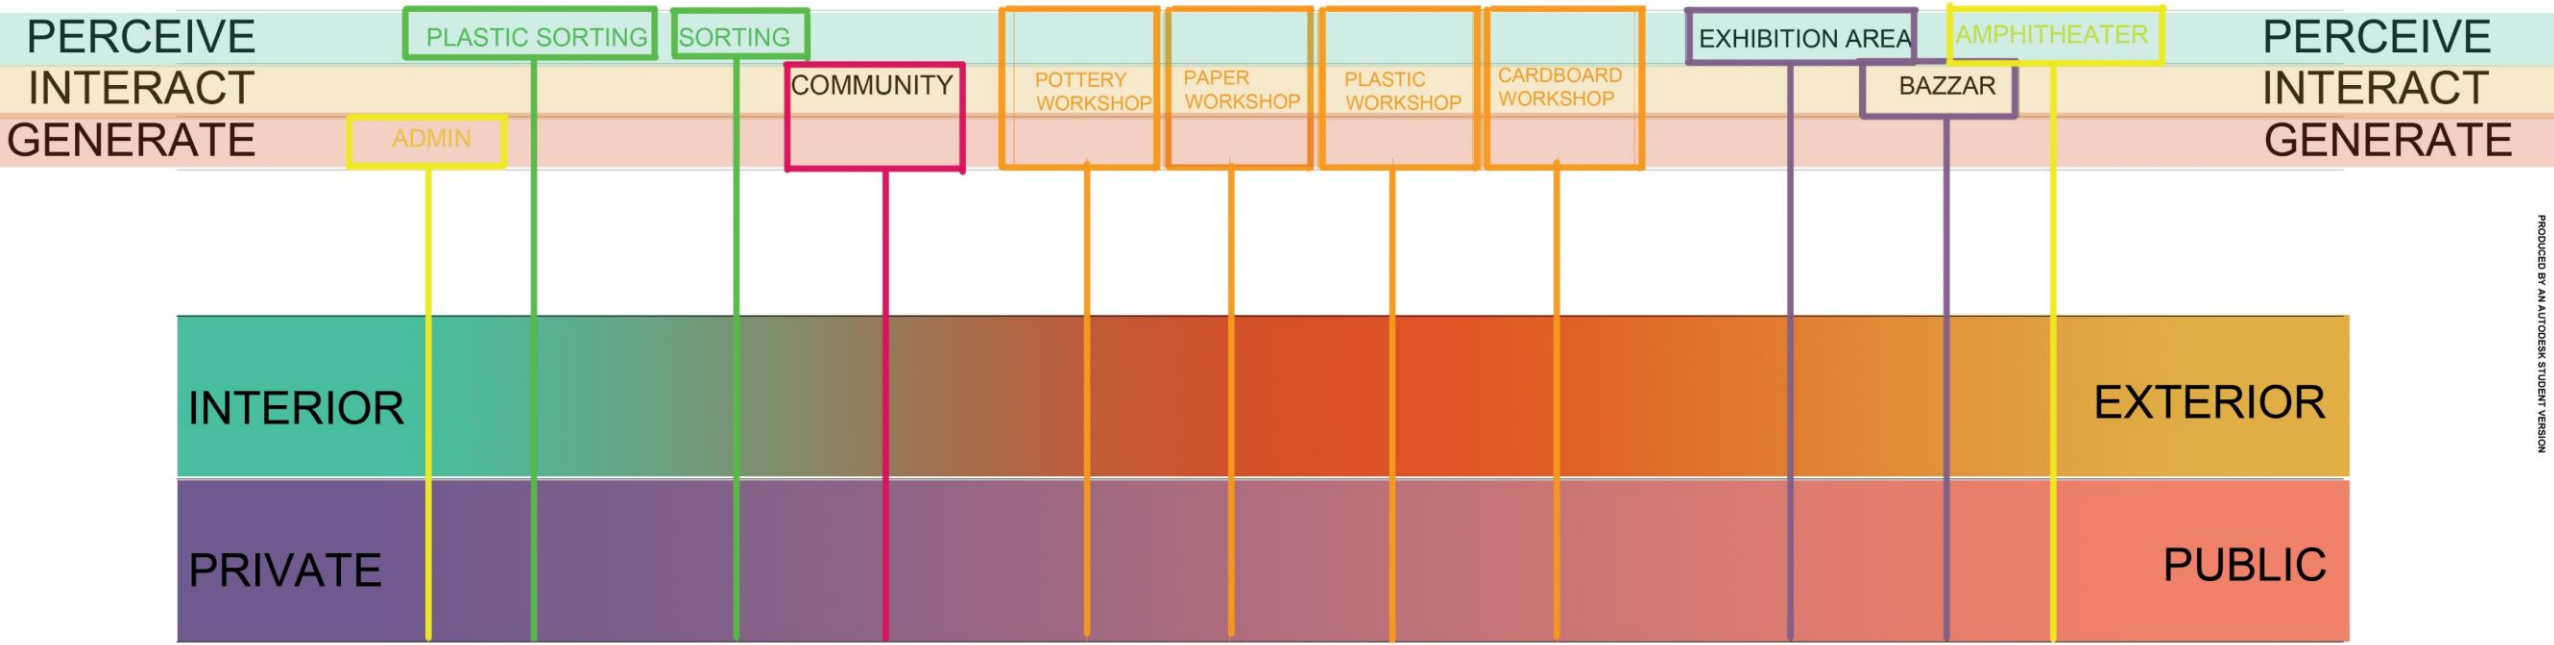 PERCEIVE
PLASTIC SORTING
SORTING
EXHIBITION AREA
AMPHITHEATER
PERCEIVE
INTERACT
COMMUNITY
POTTERY
WORKSHOP
PAPER
WORKSHOP
PLASTIC
WORKSHOP
CARDBOARD
WORKSHOP
BAZZAR
INTERACT
GENERATE
ADMIN
GENERATE
INTERIOR
EXTERIOR
PRIVATE
PUBLIC
PRODUCED BY AN AUTODESK STUDENT VERSION